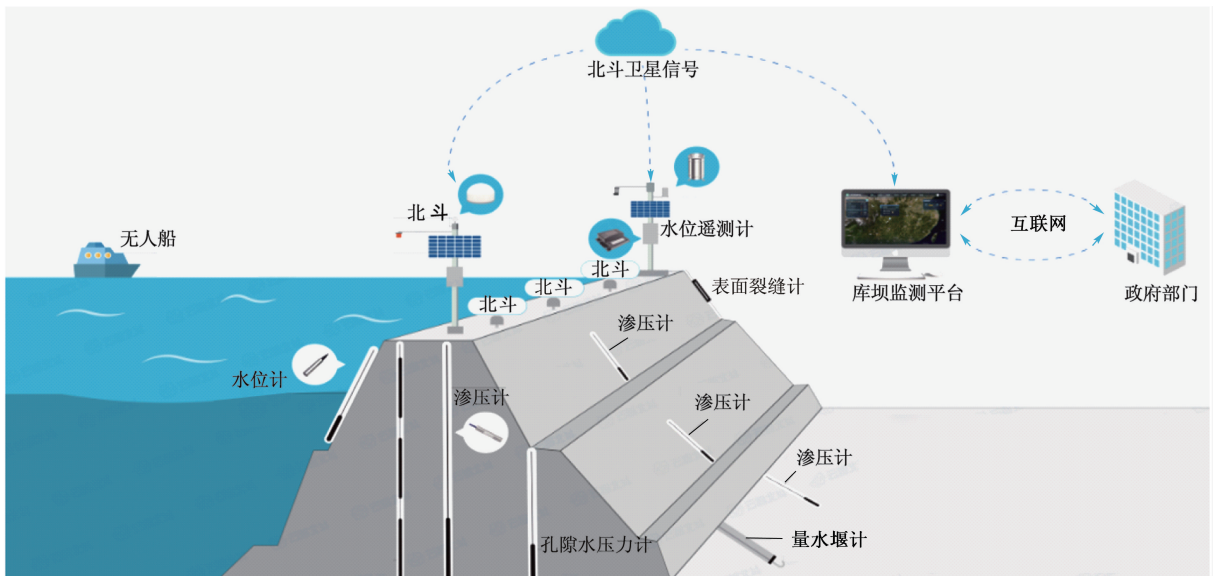 北斗卫星信号
北斗
水位遥测计
无人船
互联网
北斗
北斗
北斗
表面裂缝计
库坝监测平台
政府部门
渗压计
水位计
渗压计
渗压计
渗压计
孔隙水压力计
量水堰计